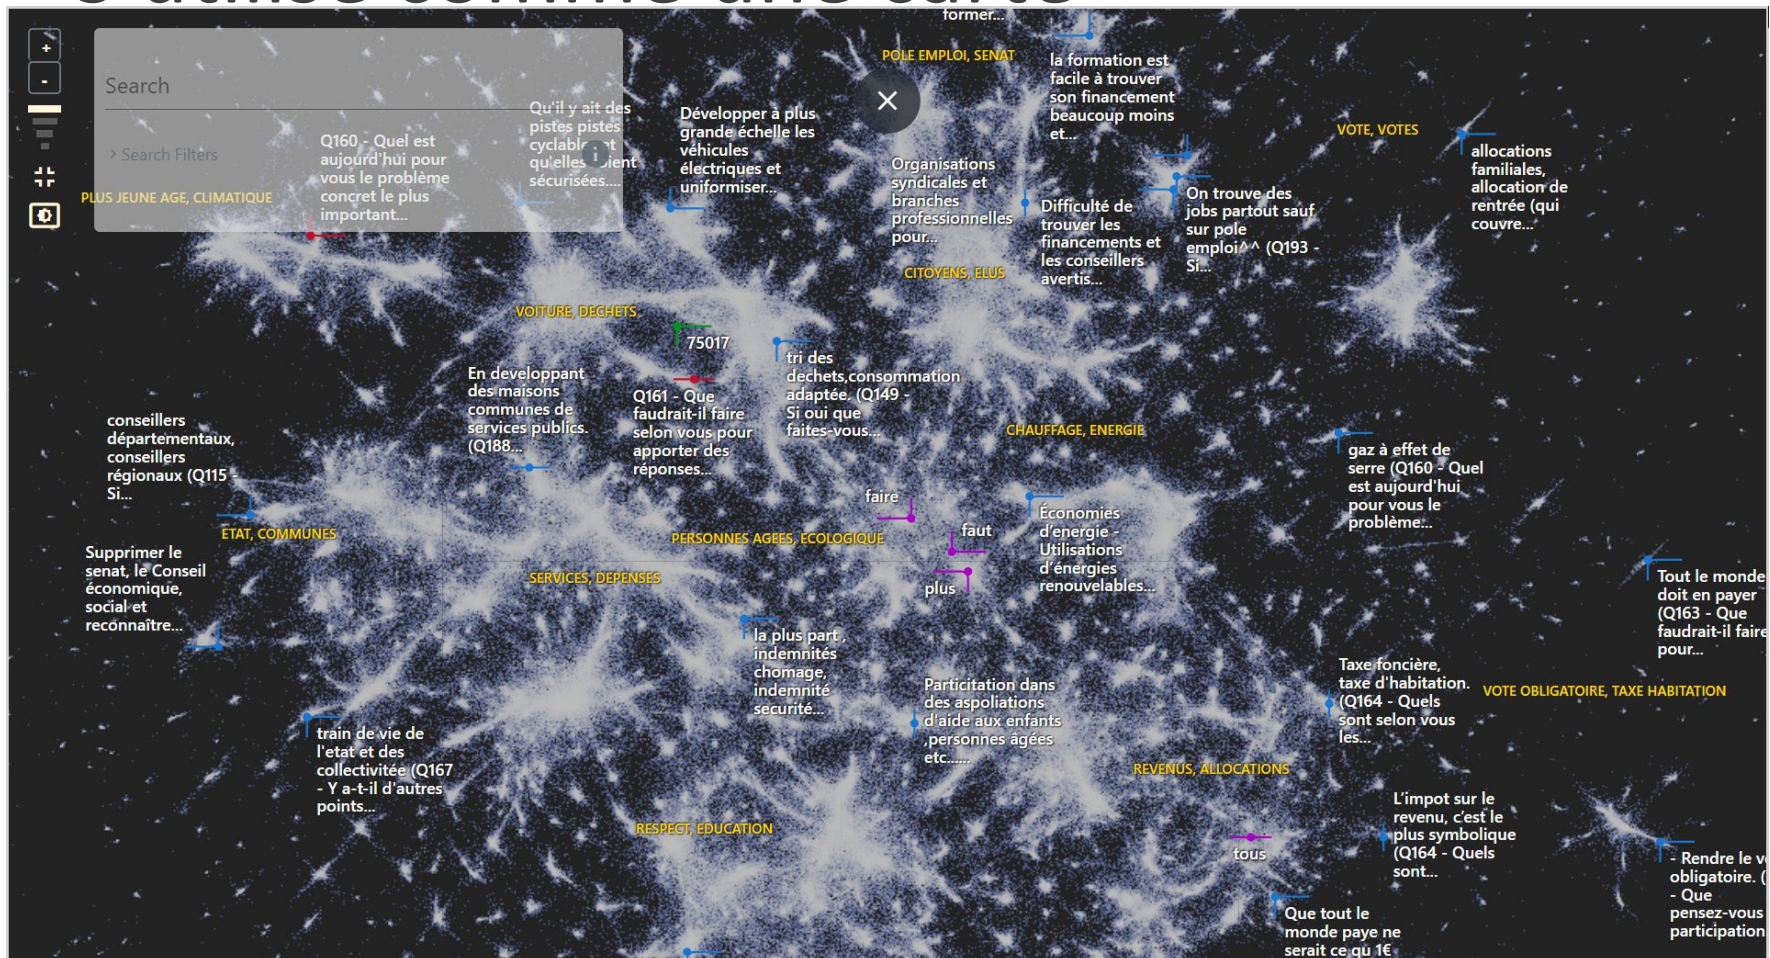 former...
+
-
Search
> Search Filters
i
Q160 - Quel est
aujourd'hui pour
vous le problème
concret le plus
important...
Qu'il y ait des
pistes pistes
sécurisées....
PLUS JEUNE AGE, CLIMATIQUE
Développer à plus
grande échelle les
véhicules
électriques et
uniformiser...
POLE EMPLOI, SENAT
Organisations
syndicales et
branches
professionnelles
pour...
la formation est
facile à trouver
son financement
beaucoup moins
et...
Difficulté de
trouver les
financements et
les conseillers
avertis...
On trouve des
jobs partout sauf
sur pole
emploi^^ (Q193 -
Si...
VOTE, VOTES
allocations
familiales,
allocation de
rentrée (qui
couvre...
CITOYENS, ELUS
VOITURE, DECHETS
75017
tri des
dechets,consommation
adaptée. (Q149 -
Si oui que
faites-vous...
En developpant
des maisons
communes de
services publics.
(Q188...
Q161 - Que
faudrait-il faire
selon vous pour
apporter des
réponses...
conseillers
départementaux,
conseillers
régionaux (Q115 -
Si...
CHAUFFAGE, ENERGIE
gaz à effet de
serre (Q160 - Quel
est aujourd'hui
pour vous le
problème...
faire
faut
plus
Économies
d'energie -
Utilisations
d'énergies
renouvelables...
ETAT, COMMUNES
PERSONNES AGEES, ECOLOGIQUE
Supprimer le
senat, le Conseil
économique,
social et
reconnaître...
SERVICES, DEPENSES
Tout le monde
doit en payer
(Q163 - Que
faudrait-il faire
pour...
la plus part ,
indemnités
chomage,
indemnité
securité...
Particitation dans
des aspoliations
d'aide aux enfants
,personnes âgées
etc......
Taxe foncière,
taxe d'habitation.
(Q164 - Quels
sont selon vous
les...
VOTE OBLIGATOIRE, TAXE HABITATION
train de vie de
l'etat et des
collectivitée (Q167
- Y a-t-il d'autres
points...
REVENUS, ALLOCATIONS
L'impot sur le
revenu, c'est le
plus symbolique
(Q164 - Quels
sont...
RESPECT, EDUCATION
tous
- Rendre le
obligatoire. (
- Que
pensez-vous
participation
Que tout le
monde paye ne
serait ce qu 1€